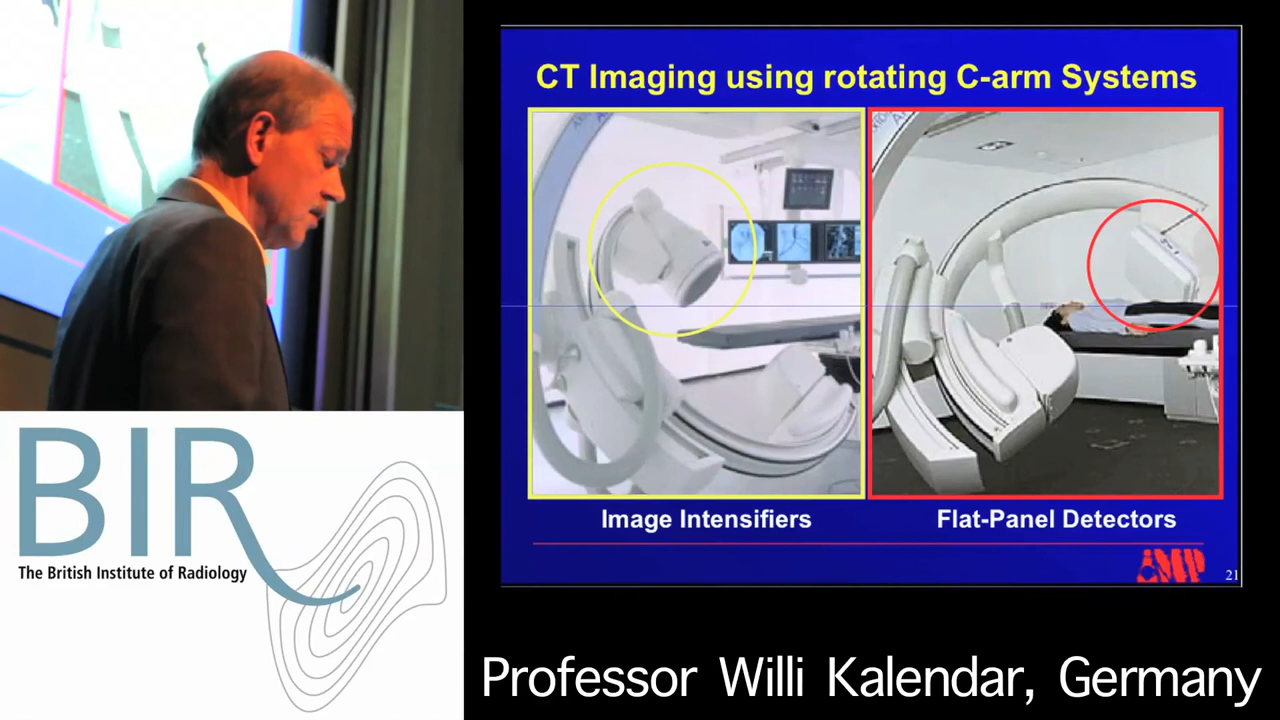 CT Imaging using rotating C-arm Systems
Image Intensifiers
Flat-Panel Detectors
iMP
21
BIR
The British Institute of Radiology
Professor Willi Kalendar, Germany